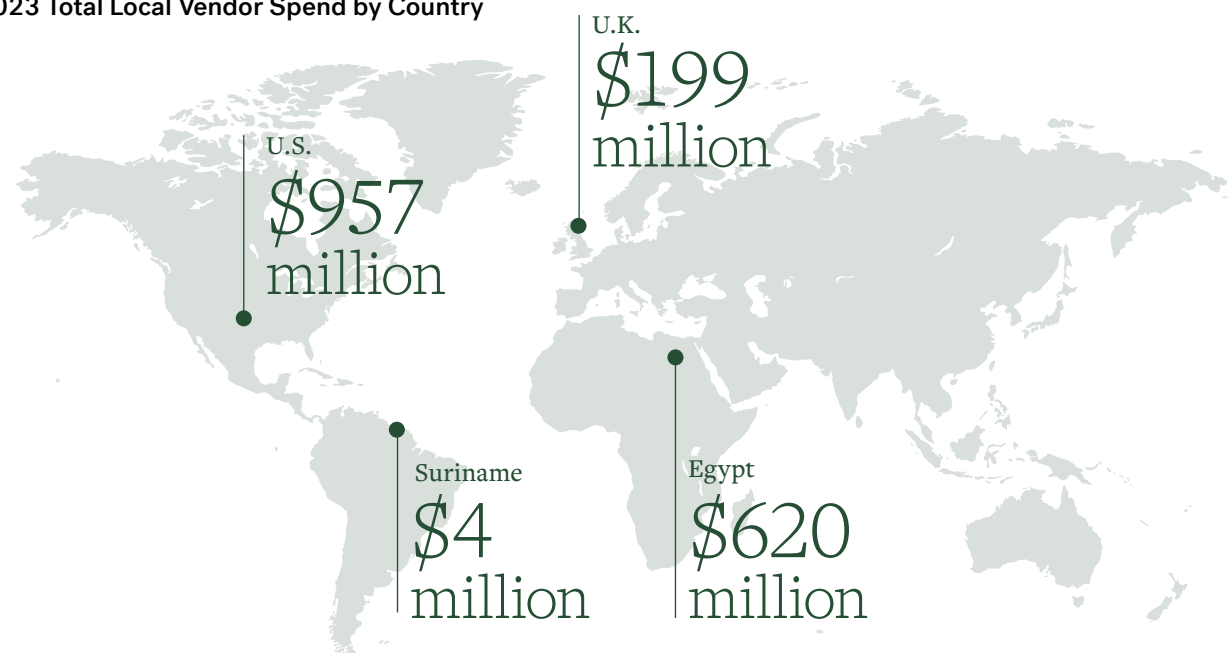 023 Total Local Vendor Spend by Country
U.K.
$199
million
U.S.
$957
million
Suriname
$4
million
Egypt
$620
million